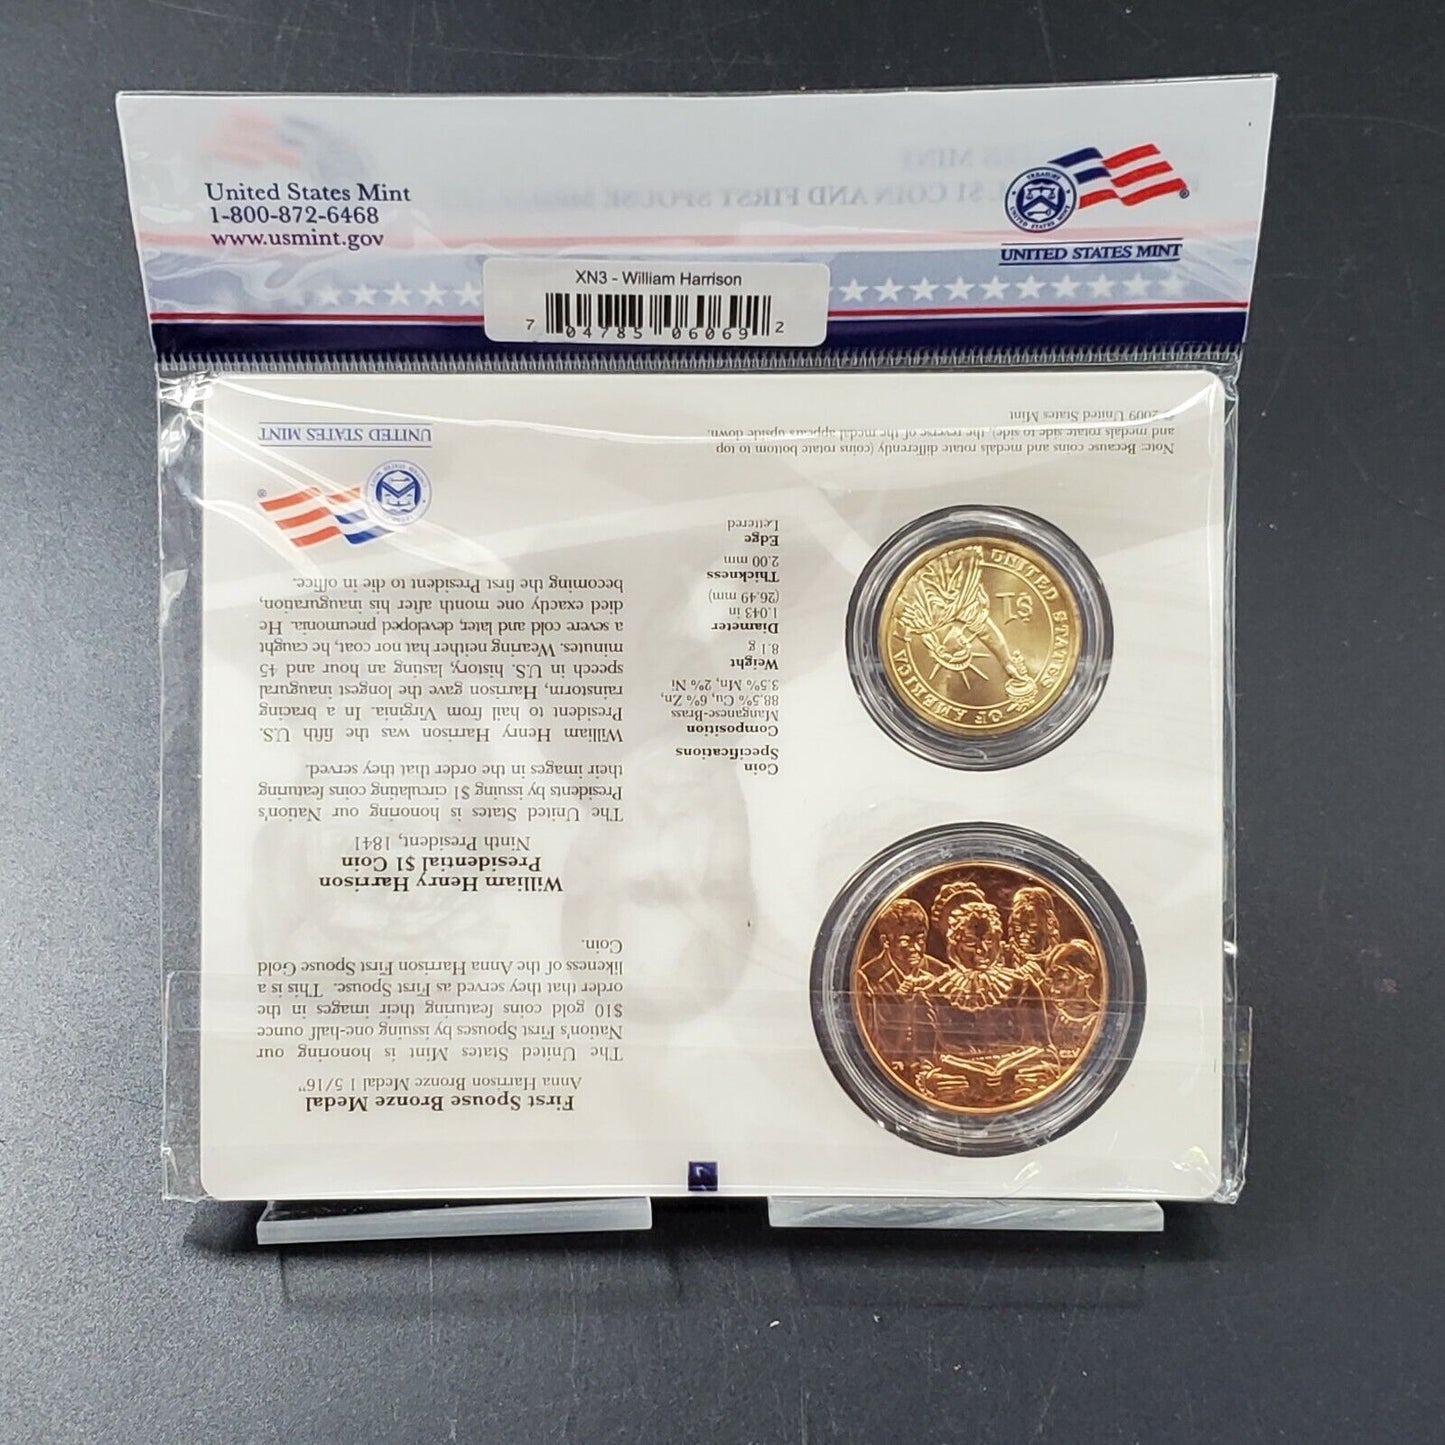 United States Mint
1-800-872-6468
www.usmint.gov
UNITED STATES MINT
XN3 - William Harrison
7 04785 06069 2
First Spouse Bronze Medal
Anna Harrison Bronze Medal 1 5/16"
The United States Mint is honoring our
Nation's First Spouses by issuing one-half ounce
$10 gold coins featuring their images in the
order that they served as First Spouse. This is a
likeness of the Anna Harrison First Spouse Gold
Coin.
William Henry Harrison
Presidential $1 Coin
Ninth President, 1841
The United States is honoring our Nation's
Presidents by issuing $1 circulating coins featuring
their images in the order that they served.
William Henry Harrison was the fifth U.S.
President to hail from Virginia. In a bracing
rainstorm, Harrison gave the longest inaugural
speech in U.S. history, lasting an hour and 45
minutes. Wearing neither hat nor coat, he caught
a severe cold and later, developed pneumonia. He
died exactly one month after his inauguration,
becoming the first President to die in office.
UNITED STATES MINT
Coin
Specifications
Composition
Manganese-Brass
88.5% Cu, 6% Zn,
3.5% Mn, 2% Ni
Weight
8.1 g
Diameter
1.043 in
(26.49 mm)
Thickness
2.00 mm
Edge
Lettered
Note: Because coins and medals rotate differently (coins rotate top to bottom
and medals rotate side to side), the reverse of the medal appears upside down.
© 2009 United States Mint
UNITED STATES OF AMERICA
$1